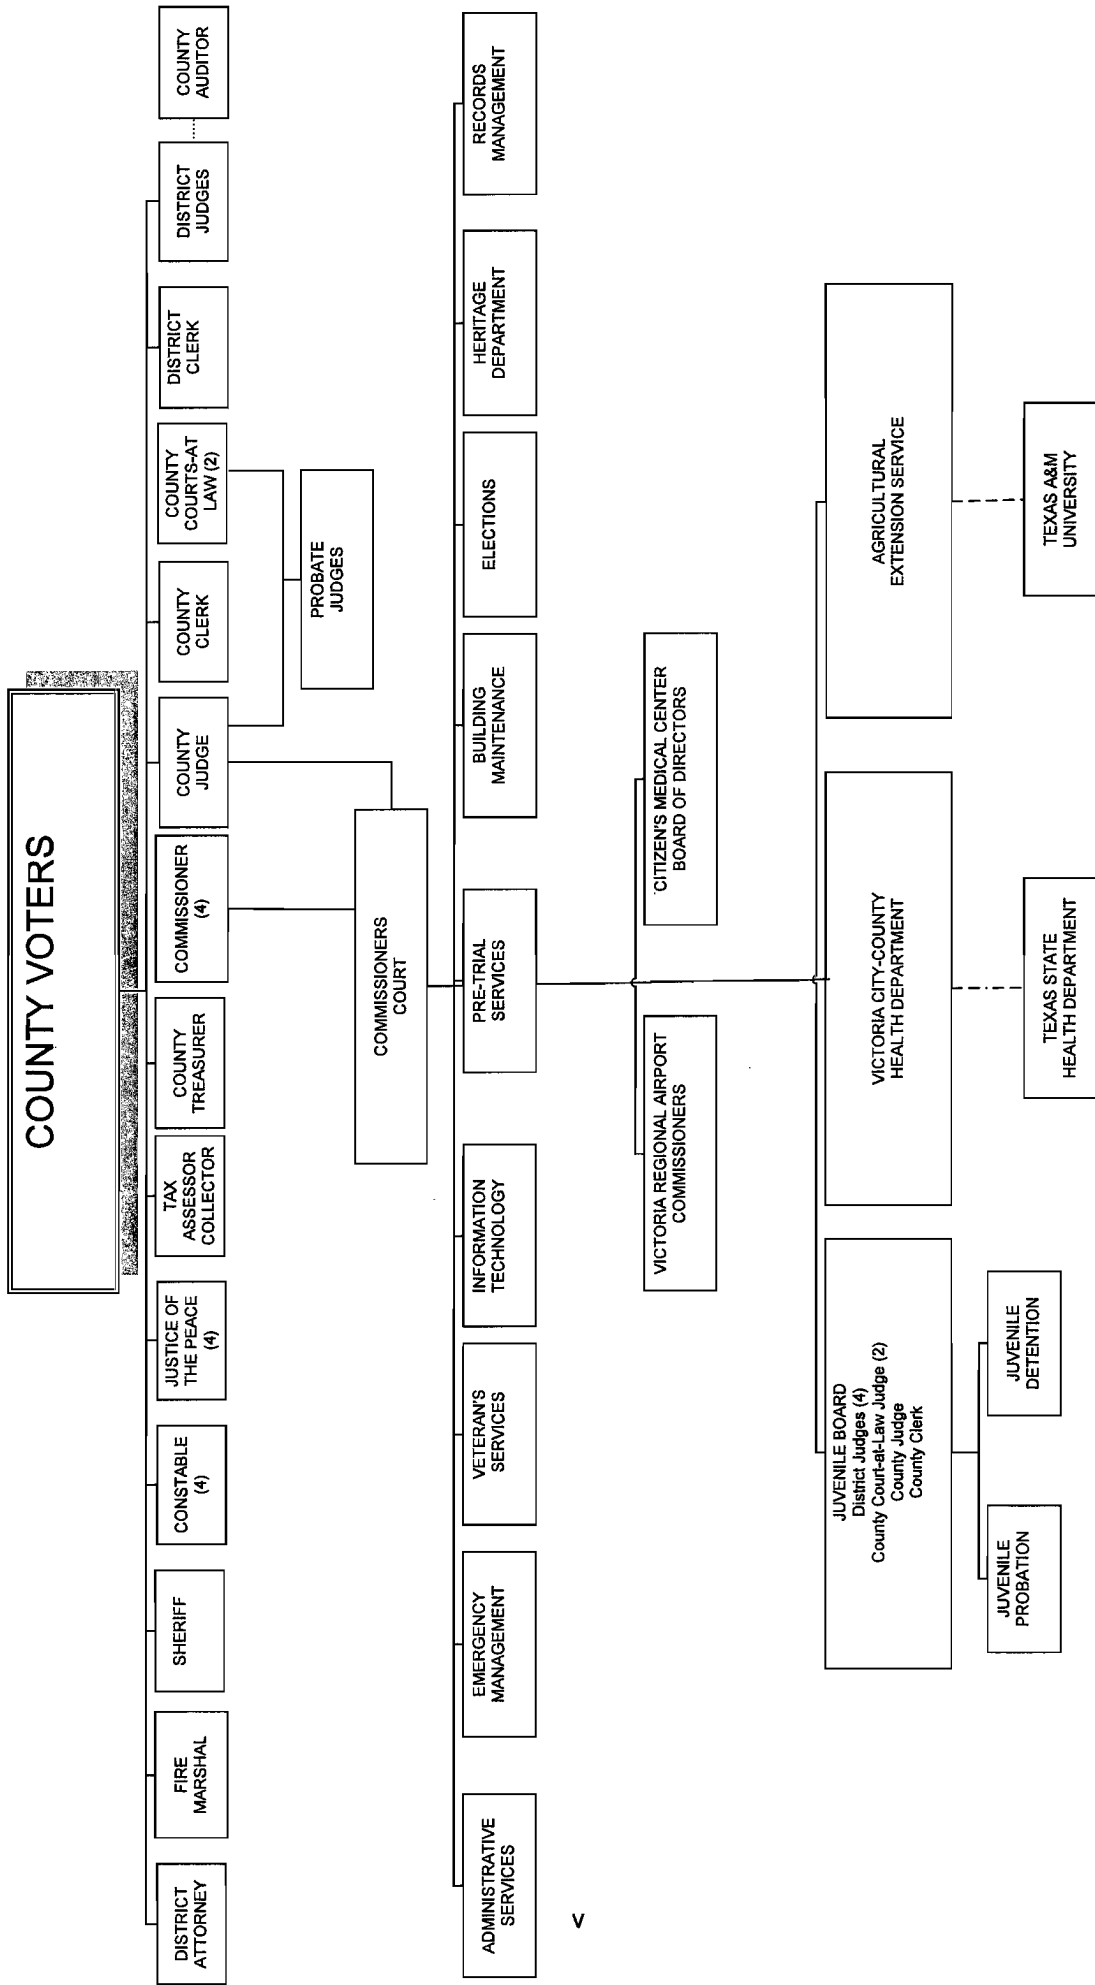 COUNTY VOTERS
DISTRICT
ATTORNEY
FIRE
MARSHAL
SHERIFF
CONSTABLE
(4)
JUSTICE OF
THE PEACE
(4)
TAX
ASSESSOR
COLLECTOR
COUNTY
TREASURER
COMMISSIONER
(4)
COUNTY
JUDGE
COUNTY
CLERK
COUNTY
COURTS-AT
LAW (2)
DISTRICT
CLERK
DISTRICT
JUDGES
COUNTY
AUDITOR
PROBATE
JUDGES
COMMISSIONERS
COURT
ADMINISTRATIVE
SERVICES
EMERGENCY
MANAGEMENT
VETERAN'S
SERVICES
INFORMATION
TECHNOLOGY
PRE-TRIAL
SERVICES
BUILDING
MAINTENANCE
ELECTIONS
HERITAGE
DEPARTMENT
RECORDS
MANAGEMENT
V
VICTORIA REGIONAL AIRPORT
COMMISSIONERS
CITIZEN'S MEDICAL CENTER
BOARD OF DIRECTORS
JUVENILE BOARD
District Judges (4)
County Court-at-Law Judge (2)
County Judge
County Clerk
VICTORIA CITY-COUNTY
HEALTH DEPARTMENT
AGRICULTURAL
EXTENSION SERVICE
JUVENILE
PROBATION
JUVENILE
DETENTION
TEXAS STATE
HEALTH DEPARTMENT
TEXAS A&M
UNIVERSITY